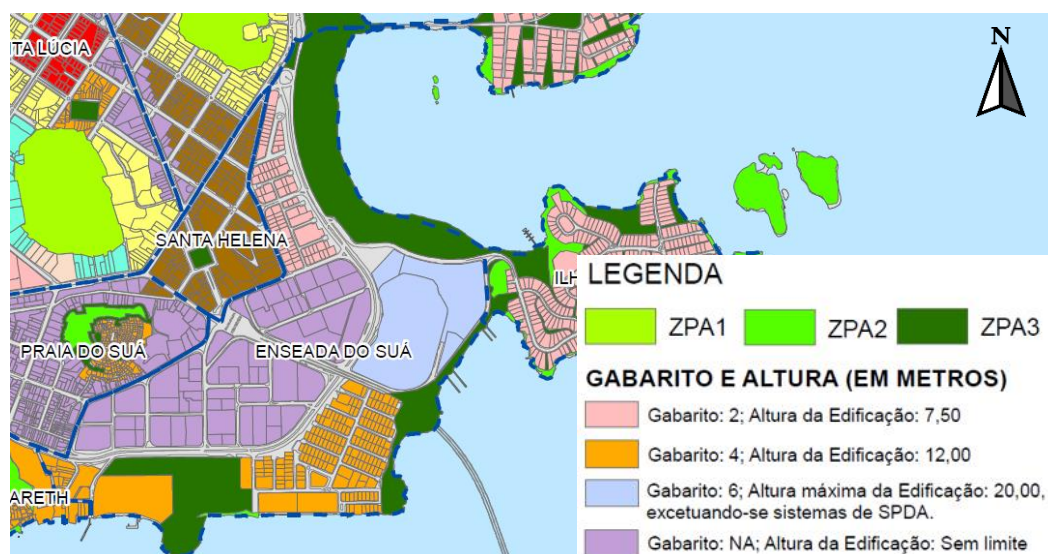 NTA LÚCIA
N
SANTA HELENA
ILH
PRAIA DO SUÁ
ENSEADA DO SUÁ
ARETH
LEGENDA
ZPA1
ZPA2
ZPA3
GABARITO E ALTURA (EM METROS)
Gabarito: 2; Altura da Edificação: 7,50
Gabarito: 4; Altura da Edificação: 12,00
Gabarito: 6; Altura máxima da Edificação: 20,00,
excetuando-se sistemas de SPDA.
Gabarito: NA; Altura da Edificação: Sem limite